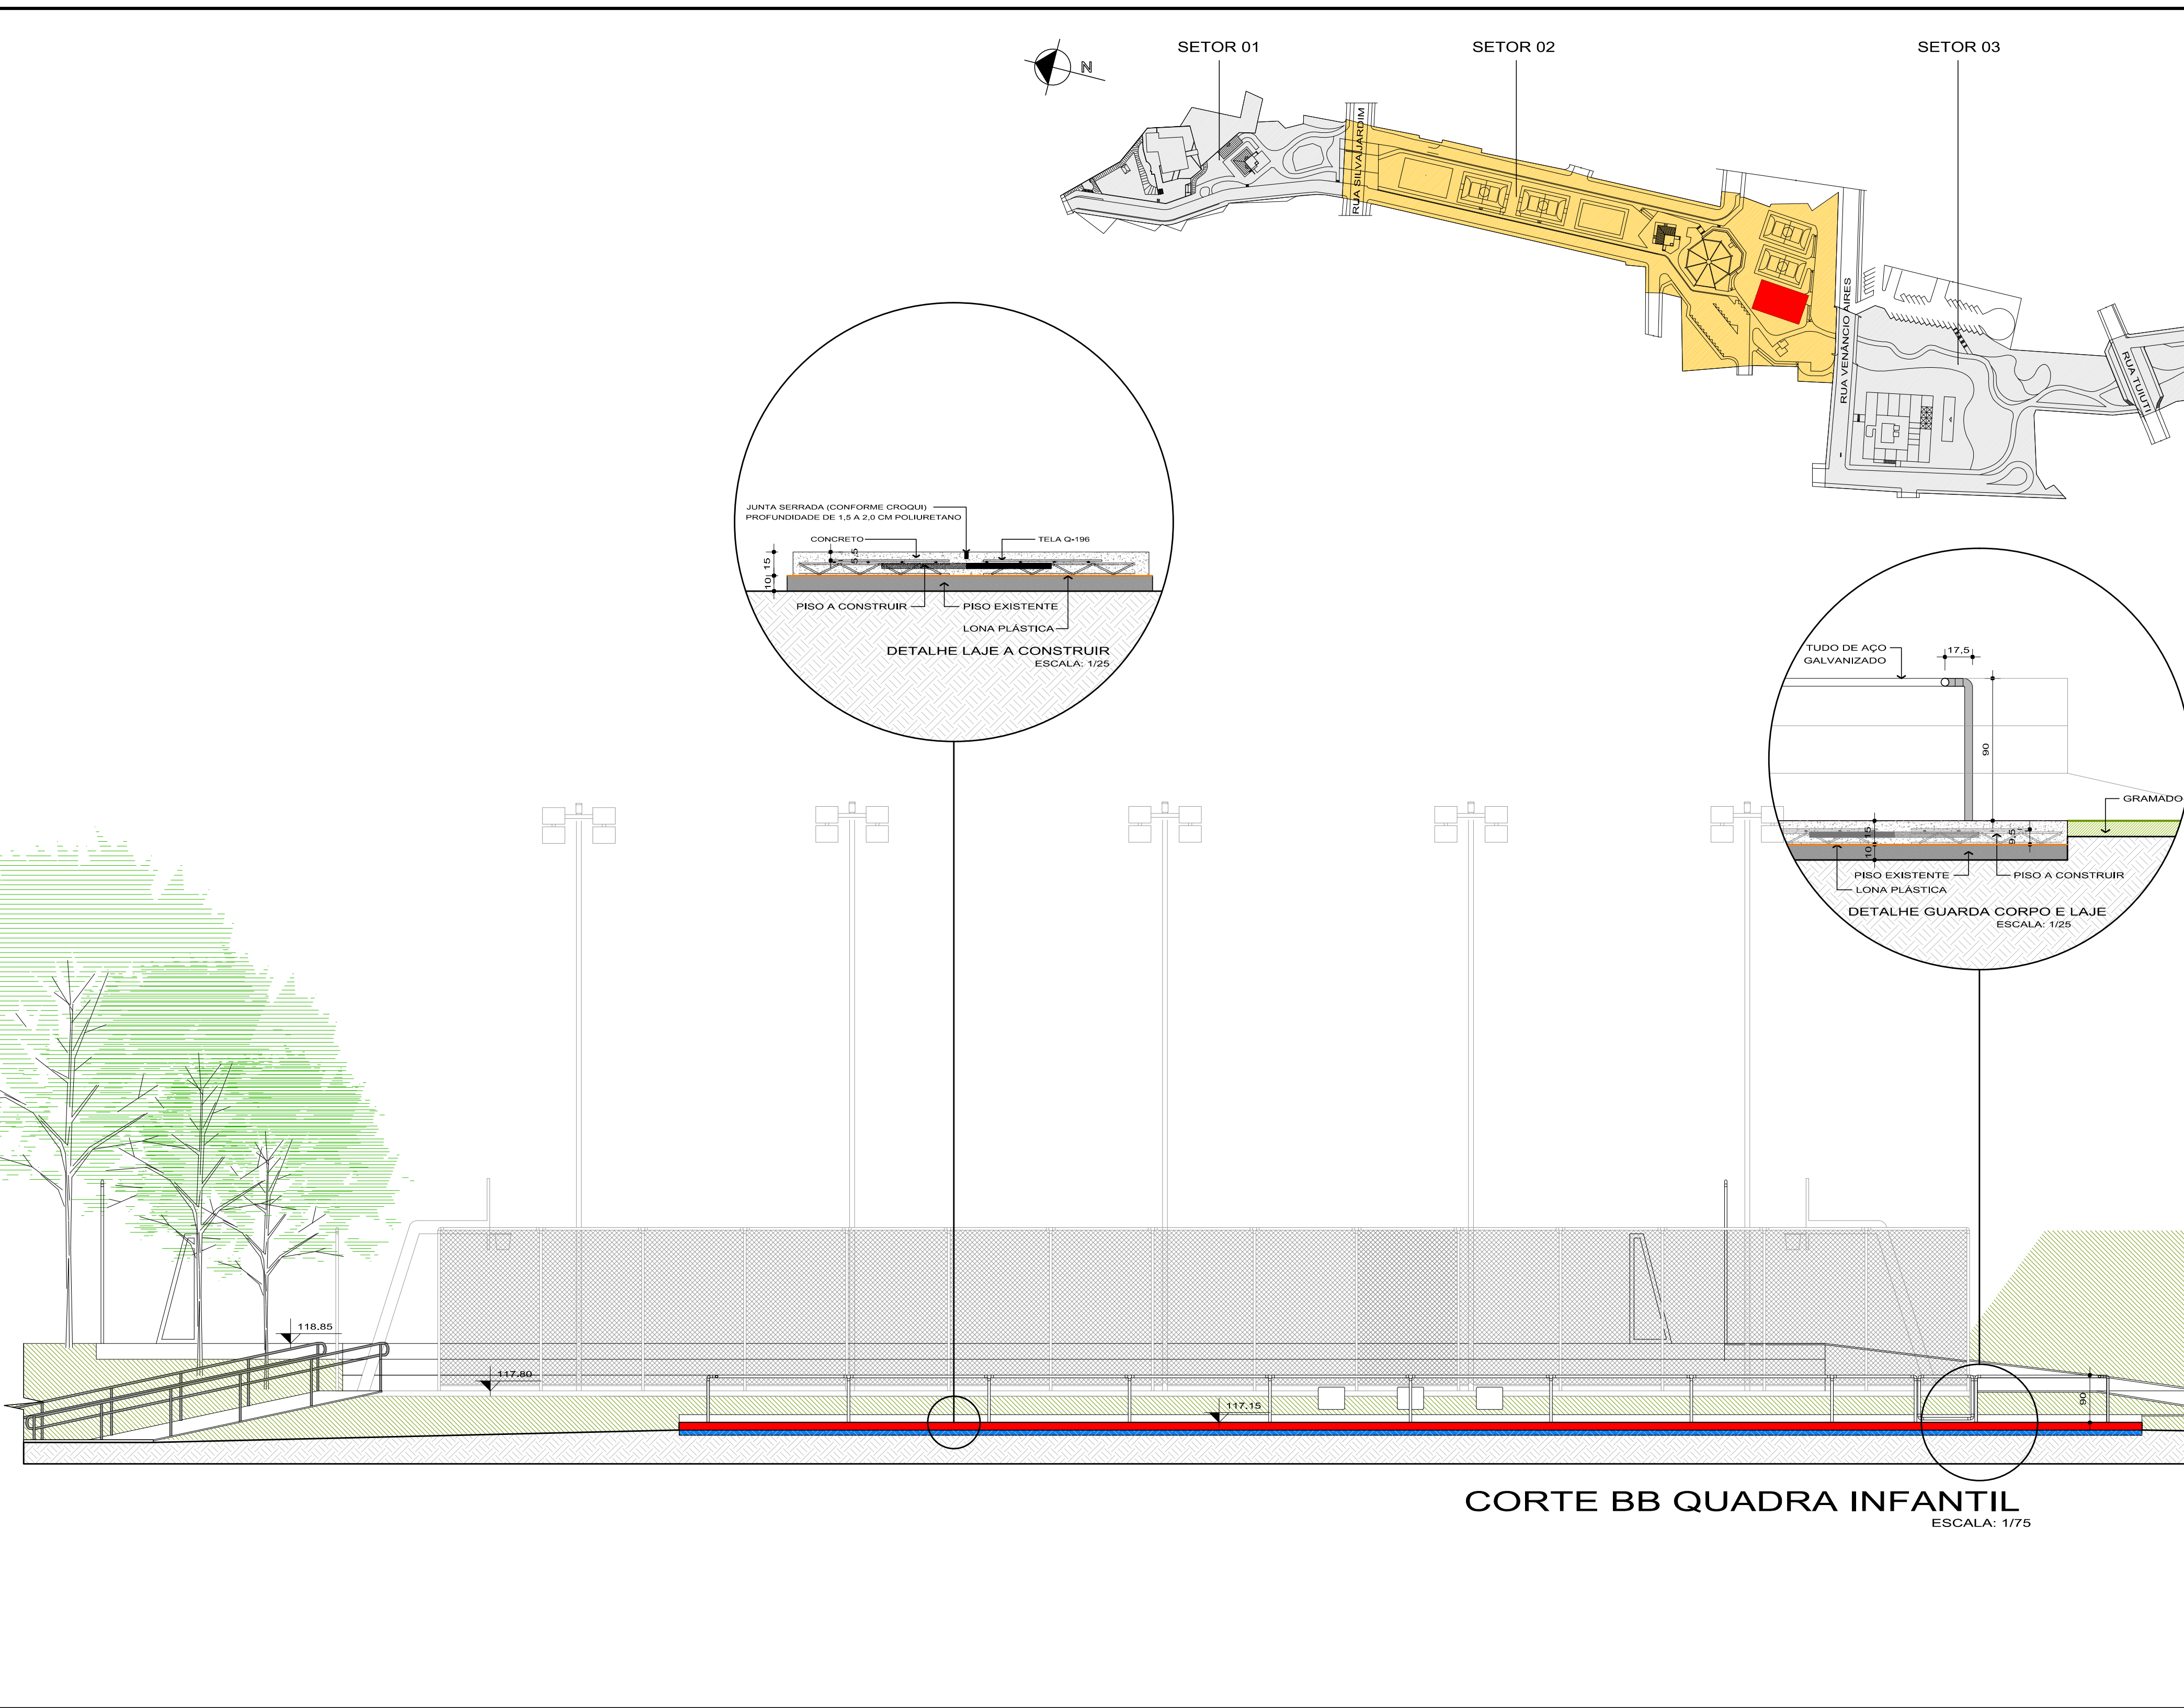 SETOR 01
SETOR 02
SETOR 03
N
RUA SILVA JARDIM
RUA VENÂNCIO AIRES
RUA TUIUTI
JUNTA SERRADA (CONFORME CROQUI)
PROFUNDIDADE DE 1,5 A 2,0 CM POLIURETANO
CONCRETO
TELA Q-196
15
5,5
10
PISO A CONSTRUIR
PISO EXISTENTE
LONA PLÁSTICA
DETALHE LAJE A CONSTRUIR
ESCALA: 1/25
TUDO DE AÇO
GALVANIZADO
17,5
90
GRAMADO
15
9,5
10
PISO EXISTENTE
PISO A CONSTRUIR
LONA PLÁSTICA
DETALHE GUARDA CORPO E LAJE
ESCALA: 1/25
118.85
117.80
117.15
90
CORTE BB QUADRA INFANTIL
ESCALA: 1/75